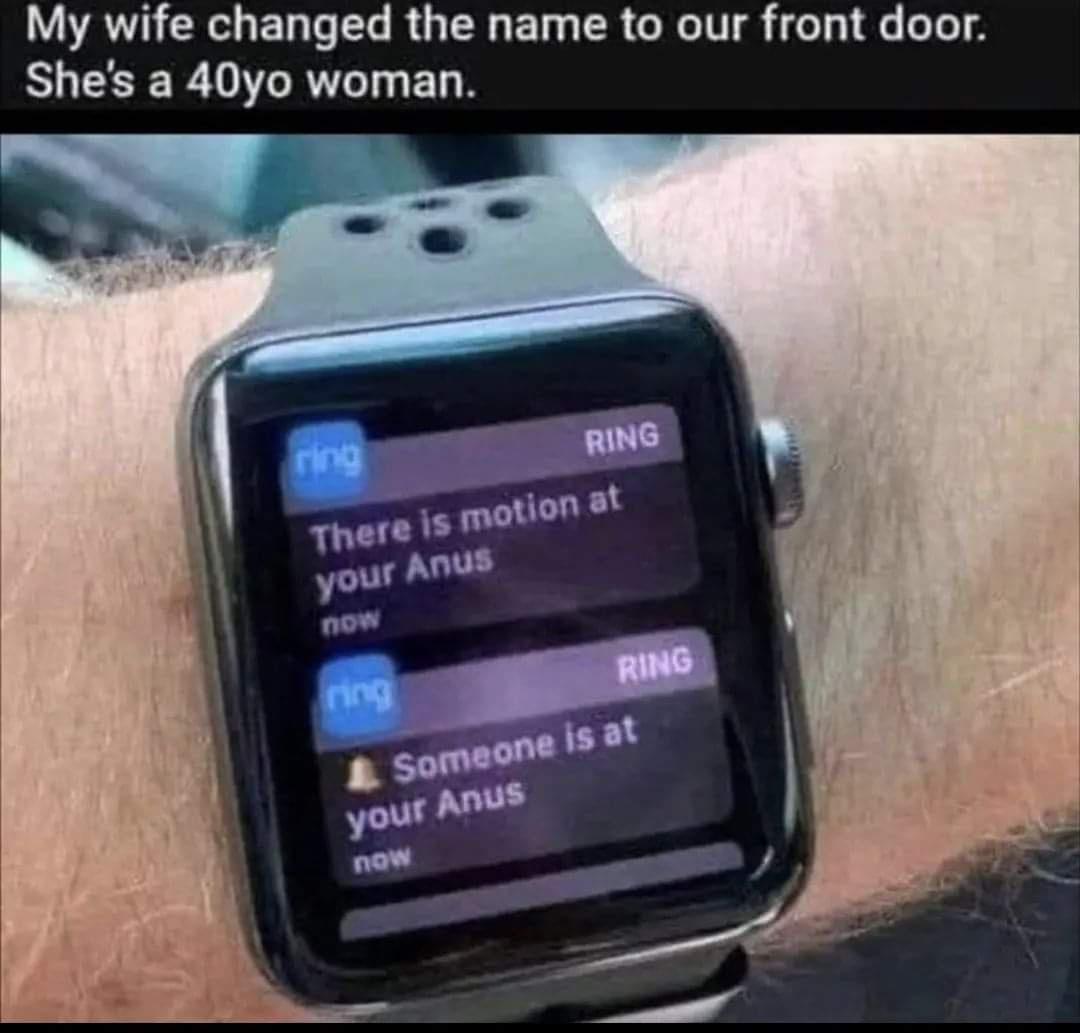 My wife changed the name to our front door.
She's a 40yo woman.
ring RING
There is motion at
your Anus
now
ring RING
🔔 Someone is at
your Anus
now